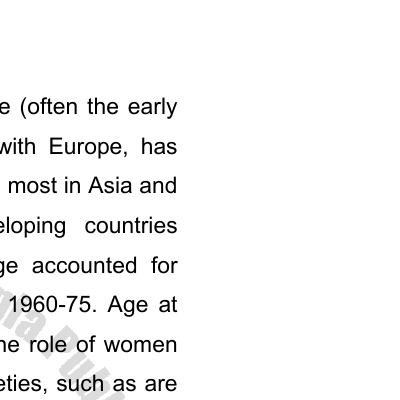 e (often the early
with Europe, has
most in Asia and
eloping countries
ge accounted for
1960-75. Age at
he role of women
eties, such as are